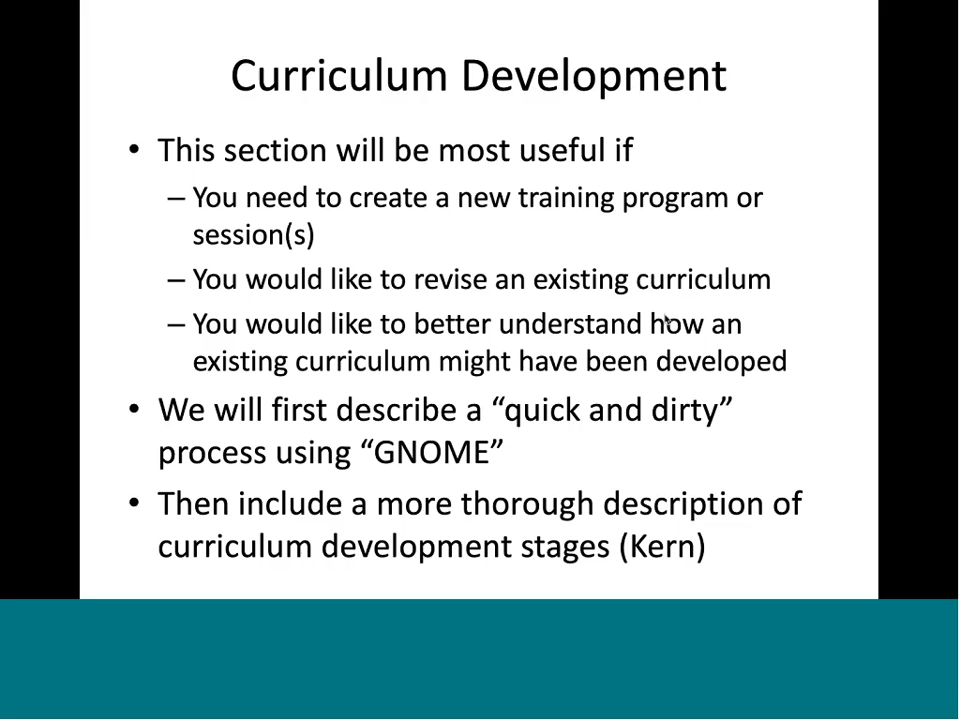 Curriculum Development
• This section will be most useful if
– You need to create a new training program or
session(s)
– You would like to revise an existing curriculum
– You would like to better understand how an
existing curriculum might have been developed
• We will first describe a “quick and dirty”
process using “GNOME”
• Then include a more thorough description of
curriculum development stages (Kern)